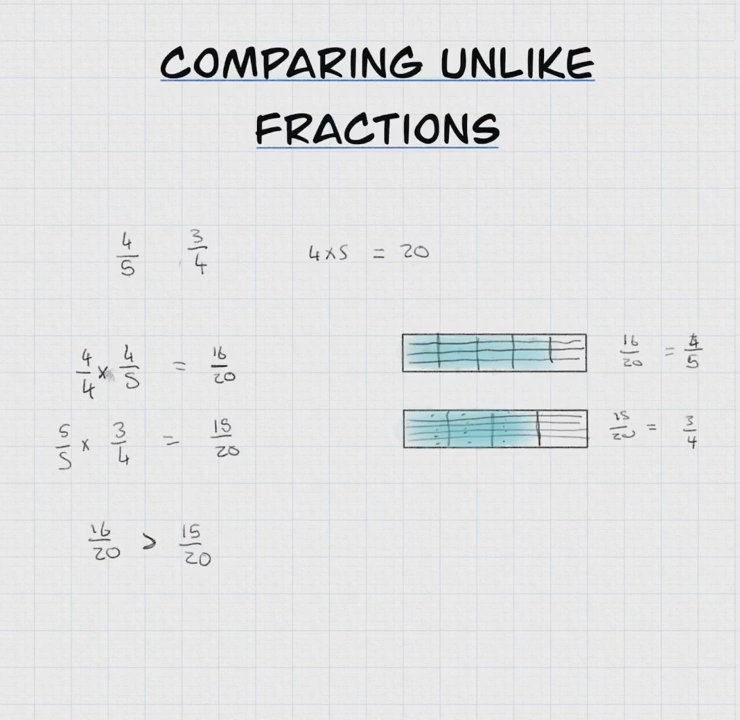 COMPARING UNLIKE
FRACTIONS
4/5 3/4 4×5 = 20
4/4 × 4/5 = 16/20
16/20 = 4/5
5/5 × 3/4 = 15/20
15/20 = 3/4
16/20 > 15/20